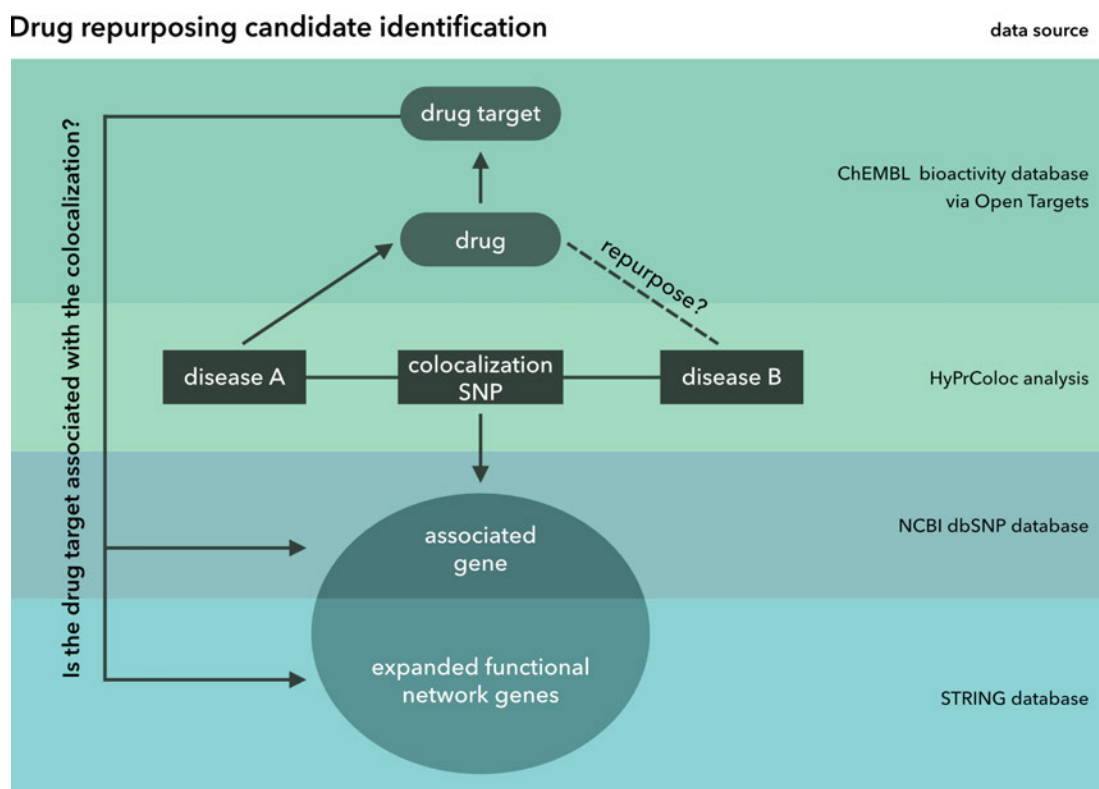 Drug repurposing candidate identification
data source
Is the drug target associated with the colocalization?
drug target
ChEMBL bioactivity database
via Open Targets
drug
repurpose?
disease A
colocalization
SNP
disease B
HyPrColoc analysis
associated
gene
NCBI dbSNP database
expanded functional
network genes
STRING database